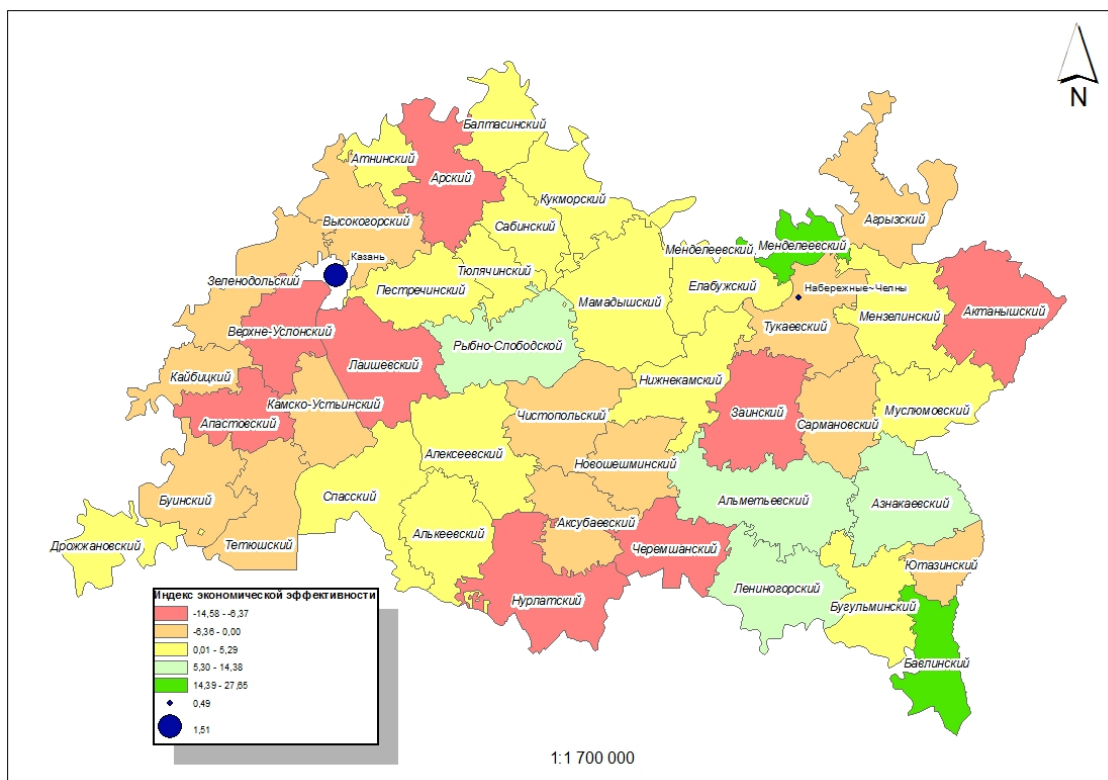 N
Балтасинский
Атнинский
Арский
Кукморский
Высокогорский
Сабинский
Агрызский
Менделеевский
Менделеевский
Казань
Тюлячинский
Зеленодольский
Пестречинский
Елабужский
Набережные~Челны
Мамадышский
Актанышский
Мензелинский
Верхне-Услонский
Тукаевский
Рыбно-Слободской
Лаишевский
Кайбицкий
Нижнекамский
Камско-Устьинский
Муслюмовский
Чистопольский
Заинский
Апастовский
Сармановский
Алексеевский
Новошешминский
Спасский
Альметьевский
Буинский
Азнакаевский
Аксубаевский
Алькеевский
Дрожжановский
Тетюшский
Черемшанский
Ютазинский
Лениногорский
Нурлатский
Бугульминский
Бавлинский
Индекс экономической эффективности
-14,58 - -6,37
-6,36 - 0,00
0,01 - 5,29
5,30 - 14,38
14,39 - 27,65
0,49
1,51
1:1 700 000